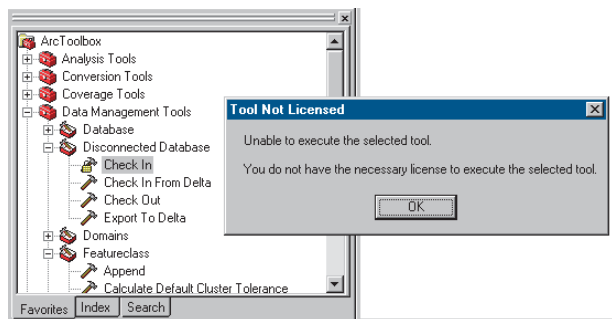 ArcToolbox
Analysis Tools
Conversion Tools
Coverage Tools
Data Management Tools
Database
Disconnected Database
Check In
Check In From Delta
Check Out
Export To Delta
Domains
Featureclass
Append
Calculate Default Cluster Tolerance
Favorites Index Search
Tool Not Licensed
Unable to execute the selected tool.
You do not have the necessary license to execute the selected tool.
OK